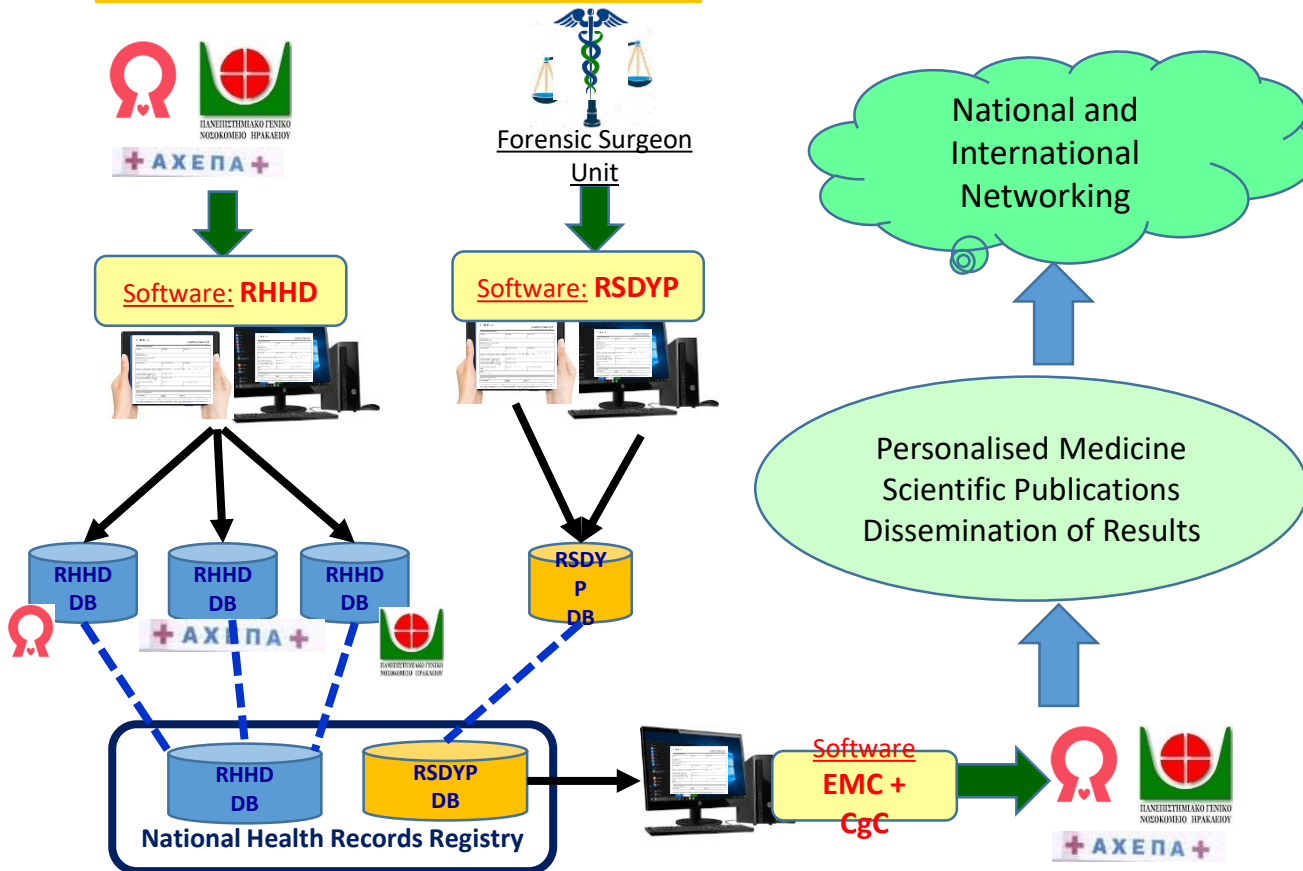 ΠΑΝΕΠΙΣΤΗΜΙΑΚΟ ΓΕΝΙΚΟ
ΝΟΣΟΚΟΜΕΙΟ ΗΡΑΚΛΕΙΟΥ
ΑΧΕΠΑ
Forensic Surgeon
Unit
National and
International
Networking
Software: RHHD
Software: RSDYP
Personalised Medicine
Scientific Publications
Dissemination of Results
RHHD
DB
RHHD
DB
RHHD
DB
RSDY
P
DB
ΑΧΕΠΑ
ΠΑΝΕΠΙΣΤΗΜΙΑΚΟ ΓΕΝΙΚΟ
ΝΟΣΟΚΟΜΕΙΟ ΗΡΑΚΛΕΙΟΥ
RHHD
DB
RSDYP
DB
National Health Records Registry
Software
EMC +
CgC
ΠΑΝΕΠΙΣΤΗΜΙΑΚΟ ΓΕΝΙΚΟ
ΝΟΣΟΚΟΜΕΙΟ ΗΡΑΚΛΕΙΟΥ
ΑΧΕΠΑ